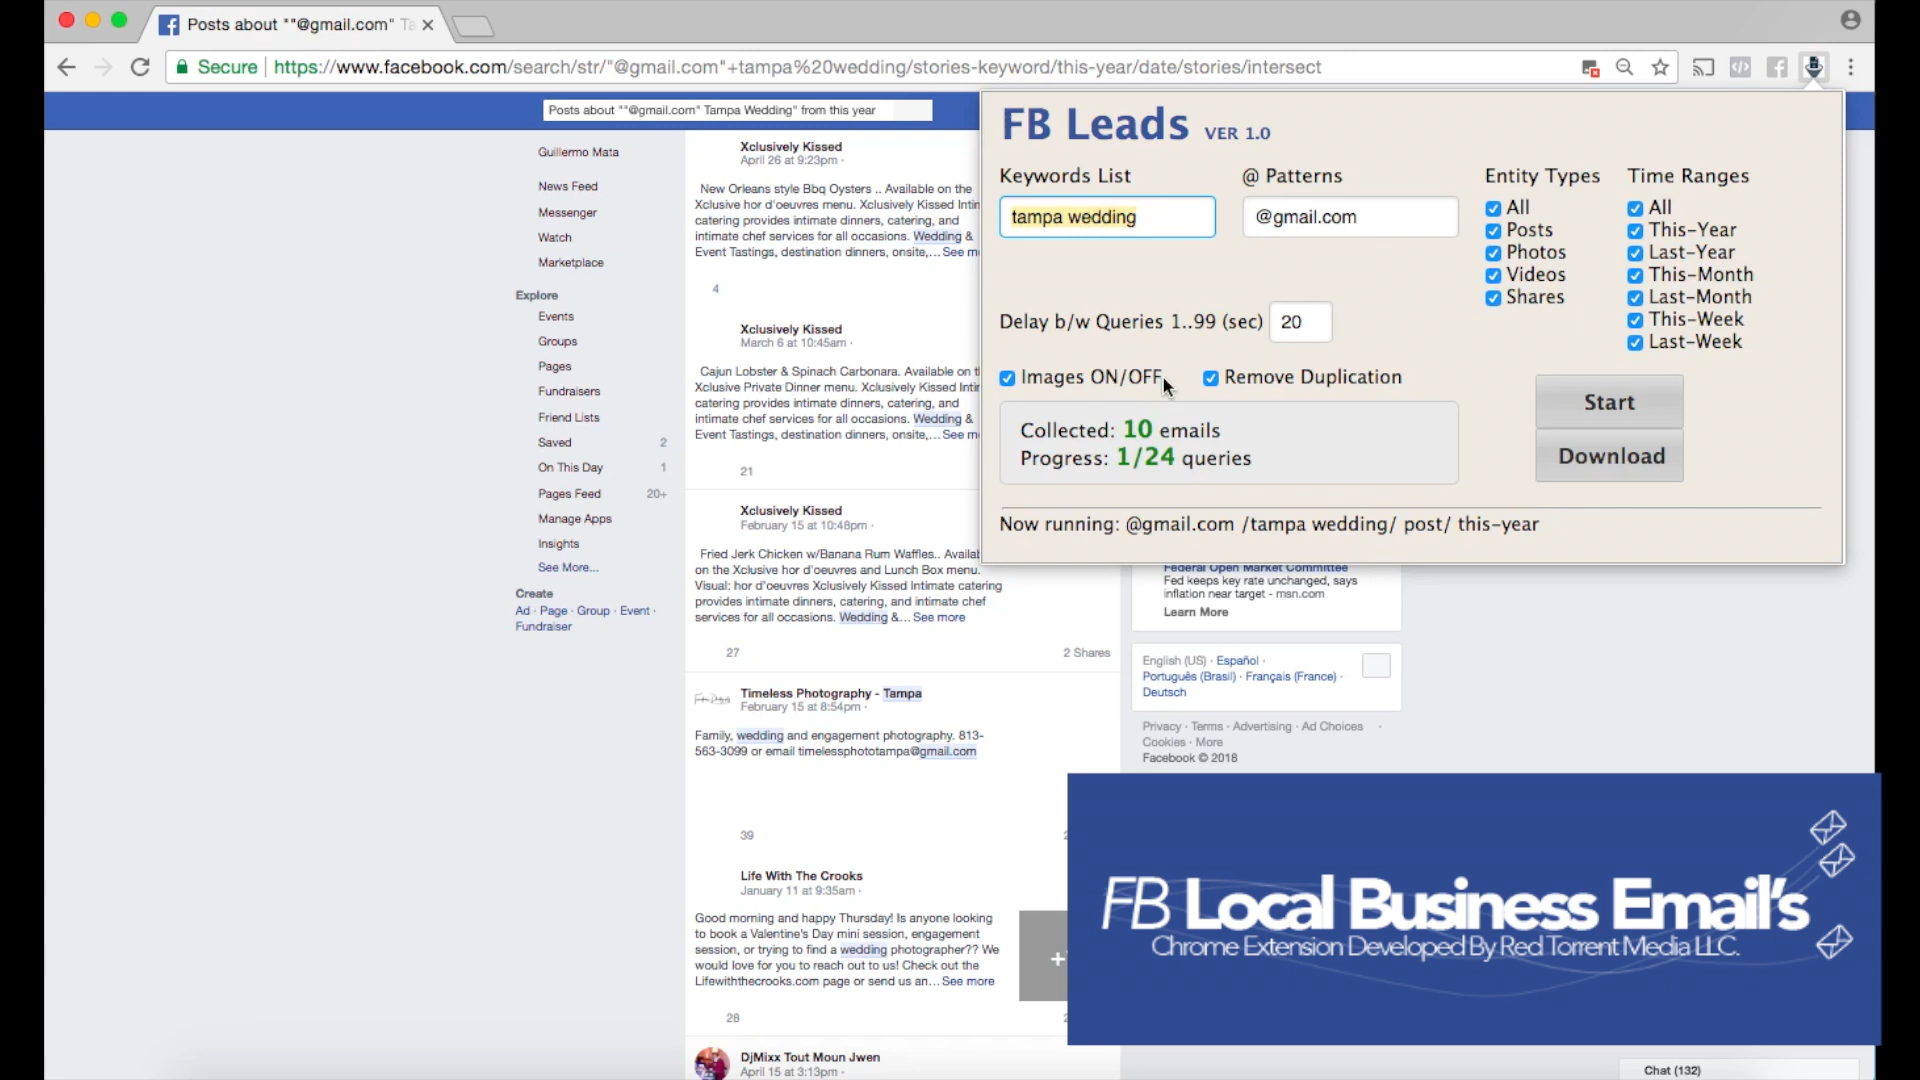 Posts about ""@gmail.com" Ta
Secure | https://www.facebook.com/search/str/"@gmail.com"+tampa%20wedding/stories-keyword/this-year/date/stories/intersect
Posts about ""@gmail.com" Tampa Wedding" from this year
Guillermo Mata
News Feed
Messenger
Watch
Marketplace
Explore
Events
Groups
Pages
Fundraisers
Friend Lists
Saved 2
On This Day 1
Pages Feed 20+
Manage Apps
Insights
See More...
Create
Ad · Page · Group · Event ·
Fundraiser
Xclusively Kissed
April 26 at 9:23pm ·
New Orleans style Bbq Oysters .. Available on the
Xclusive hor d'oeuvres menu. Xclusively Kissed Intim
catering provides intimate dinners, catering, and
intimate chef services for all occasions. Wedding &
Event Tastings, destination dinners, onsite,... See m
4
Xclusively Kissed
March 6 at 10:45am ·
Cajun Lobster & Spinach Carbonara. Available on t
Xclusive Private Dinner menu. Xclusively Kissed Intim
catering provides intimate dinners, catering, and
intimate chef services for all occasions. Wedding &
Event Tastings, destination dinners, onsite,... See m
21
Xclusively Kissed
February 15 at 10:48pm ·
Fried Jerk Chicken w/Banana Rum Waffles.. Availab
on the Xclusive hor d'oeuvres and Lunch Box menu.
Visual: hor d'oeuvres Xclusively Kissed Intimate catering
provides intimate dinners, catering, and intimate chef
services for all occasions. Wedding &... See more
27 2 Shares
Timeless Photography - Tampa
February 15 at 8:54pm ·
Family, wedding and engagement photography. 813-
563-3099 or email timelessphototampa@gmail.com
39 2
Life With The Crooks
January 11 at 9:35am ·
Good morning and happy Thursday! Is anyone looking
to book a Valentine's Day mini session, engagement
session, or trying to find a wedding photographer?? We
would love for you to reach out to us! Check out the
Lifewiththecrooks.com page or send us an... See more
28 2
DjMixx Tout Moun Jwen
April 15 at 3:13pm ·
FB Leads VER 1.0
Keywords List @ Patterns Entity Types Time Ranges
tampa wedding @gmail.com
All
Posts
Photos
Videos
Shares
All
This-Year
Last-Year
This-Month
Last-Month
This-Week
Last-Week
Delay b/w Queries 1..99 (sec) 20
Images ON/OFF Remove Duplication
Collected: 10 emails
Progress: 1/24 queries
Start
Download
Now running: @gmail.com /tampa wedding/ post/ this-year
Federal Open Market Committee
Fed keeps key rate unchanged, says
inflation near target - msn.com
Learn More
English (US) · Español ·
Português (Brasil) · Français (France) ·
Deutsch
Privacy · Terms · Advertising · Ad Choices ·
Cookies · More
Facebook © 2018
FB Local Business Email's
Chrome Extension Developed By Red Torrent Media LLC.
Chat (132)